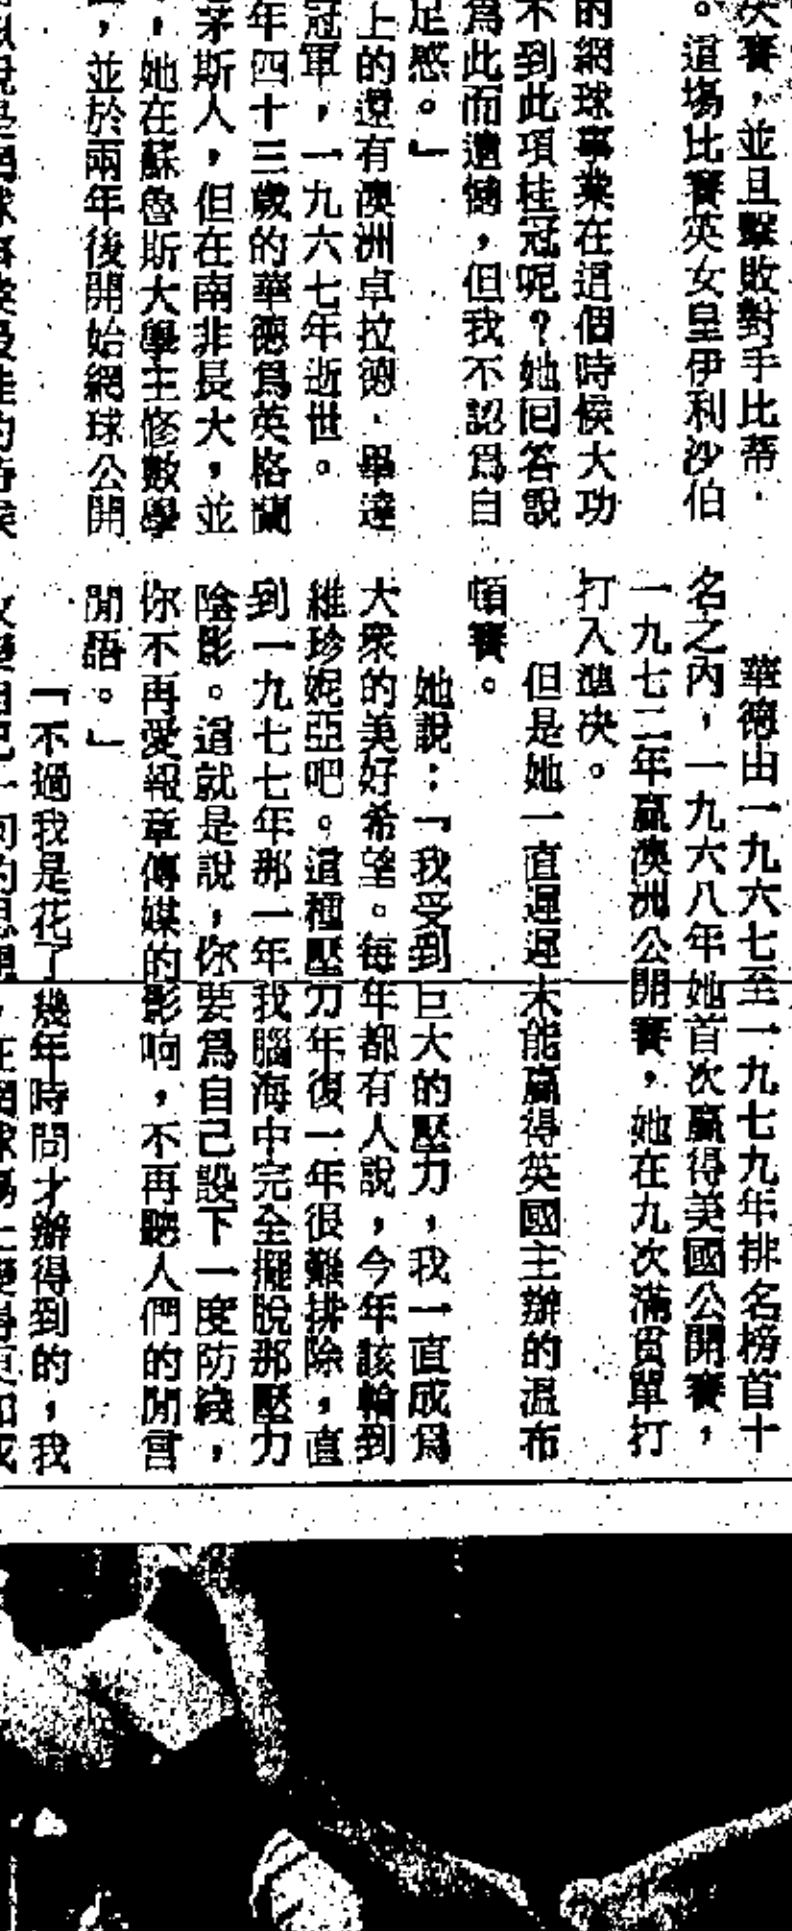 決賽，並且擊敗對手比蒂．
。這場比賽英女皇伊利沙伯
的網球事業在這個時候大功
不到此項桂冠呢？她回答說
爲此而遺憾，但我不認爲自
足感。」
上的還有澳洲卓拉德．畢達
冠軍，一九六七年逝世。
年四十三歲的華德爲英格蘭
茅斯人，但在南非長大，並
，她在蘇魯斯大學主修數學
，並於兩年後開始網球公開
華德由一九六七至一九七九年排名榜首十
名之內，一九六八年她首次贏得美國公開賽，
一九七二年贏澳洲公開賽，她在九次滿貫單打
打入準決。
但是她一直遲遲未能贏得英國主辦的溫布
頓賽。
她說：「我受到巨大的壓力，我一直成爲
大衆的美好希望。每年都有人說，今年該輪到
維珍妮亞吧。這種壓力年復一年很難排除，直
到一九七七年那一年我腦海中完全擺脫那壓力
陰影。這就是說，你要爲自己設下一度防綫，
你不再愛報章傳媒的影响，不再聽人們的閒言
閒語。」
「不過我是花了幾年時間才辦得到的，我